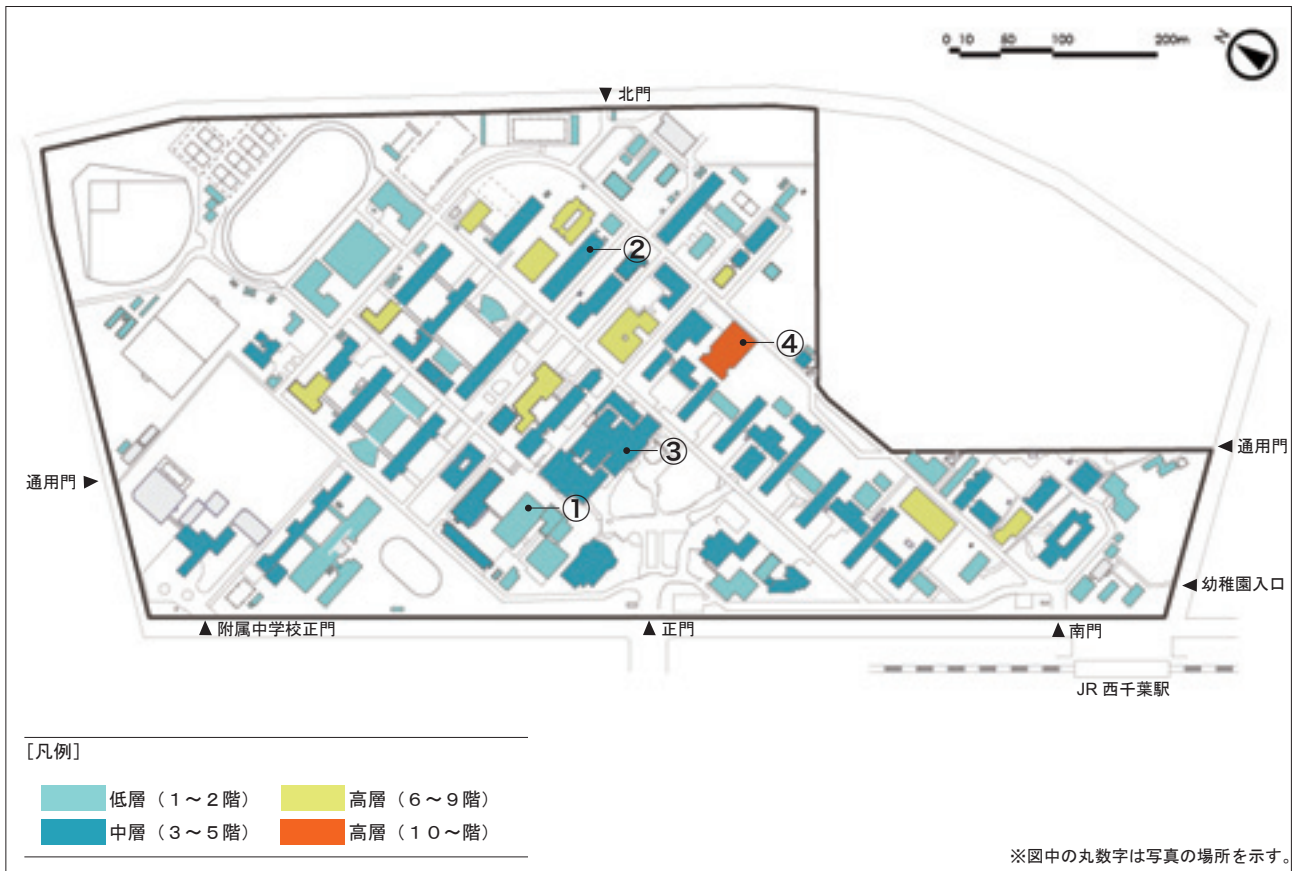 0 10 50 100 200m N
▼北門
②
④
③
①
通用門▶
◀通用門
◀幼稚園入口
▲附属中学校正門
▲正門
▲南門
JR 西千葉駅
[凡例]
低層（１～２階） 高層（６～９階）
中層（３～５階） 高層（１０～階）
※図中の丸数字は写真の場所を示す。